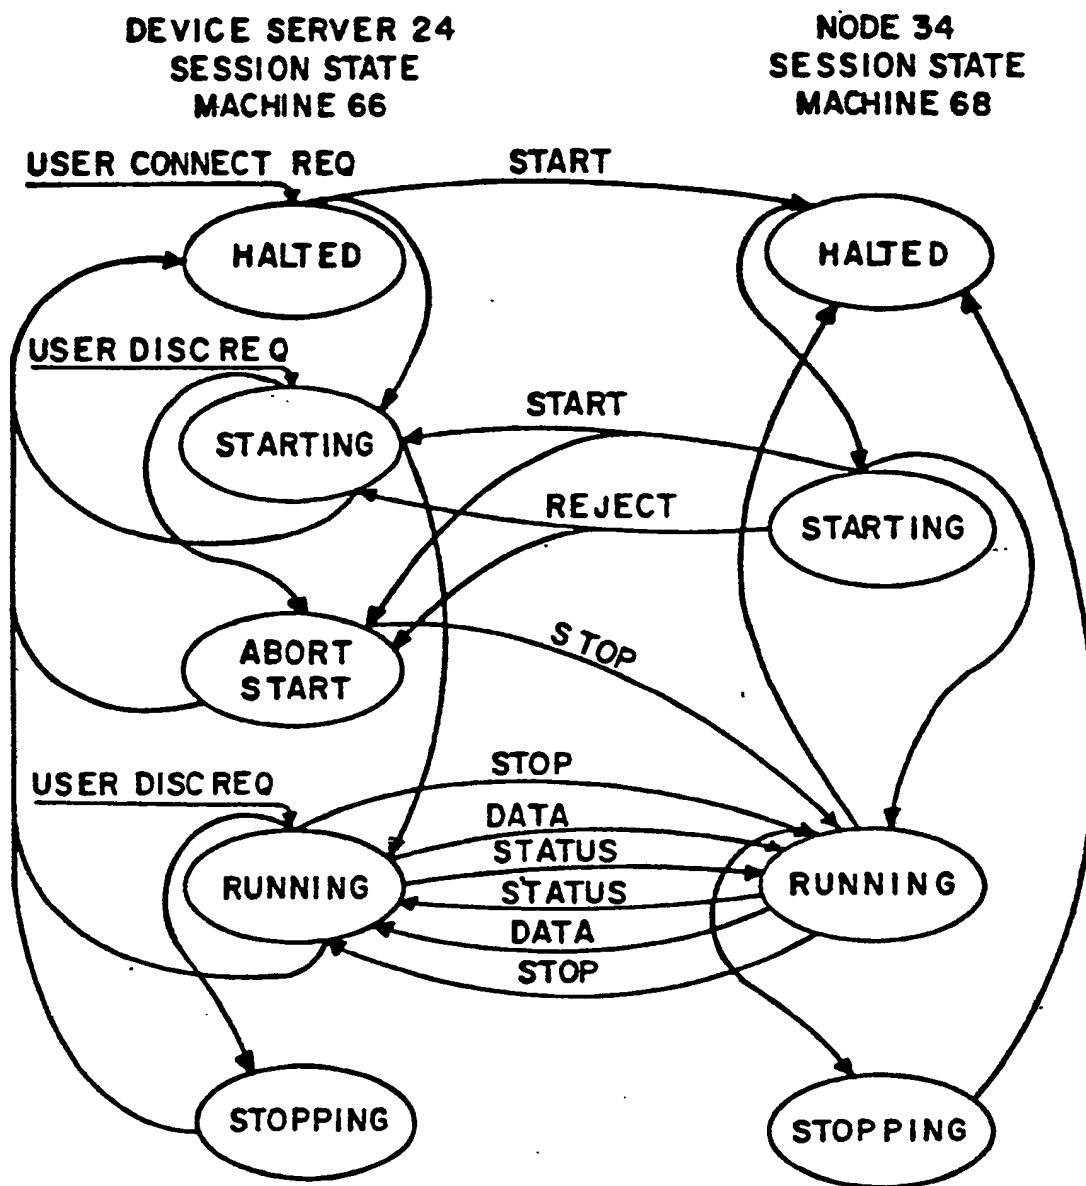 DEVICE SERVER 24
SESSION STATE
MACHINE 66
NODE 34
SESSION STATE
MACHINE 68
USER CONNECT REQ
START
HALTED
HALTED
USER DISC REQ
START
STARTING
REJECT
STARTING
STOP
ABORT
START
STOP
USER DISC REQ
DATA
STATUS
RUNNING
RUNNING
STATUS
DATA
STOP
STOPPING
STOPPING